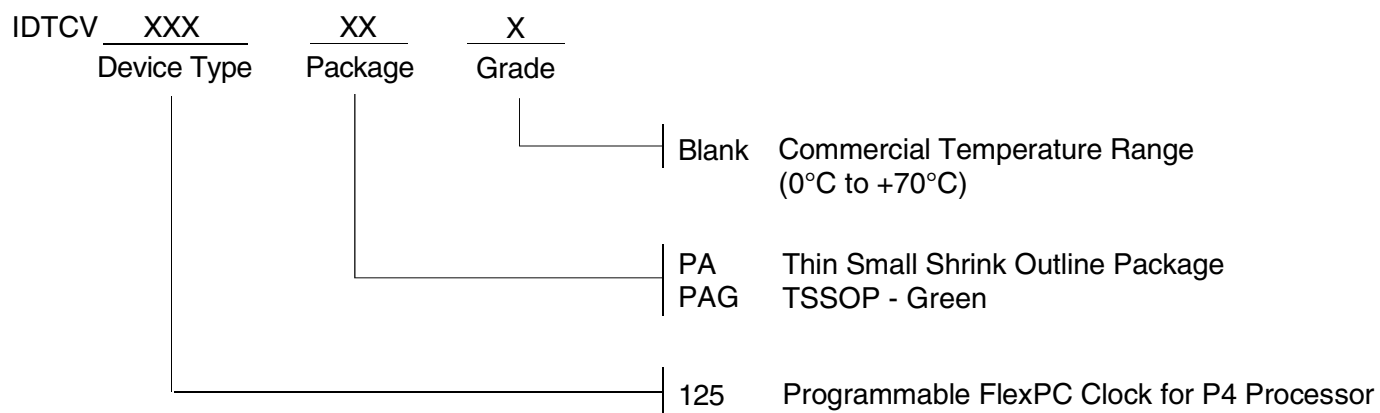 IDTCV XXX XX X
Device Type Package Grade
Blank Commercial Temperature Range
(0°C to +70°C)
PA Thin Small Shrink Outline Package
PAG TSSOP - Green
125 Programmable FlexPC Clock for P4 Processor